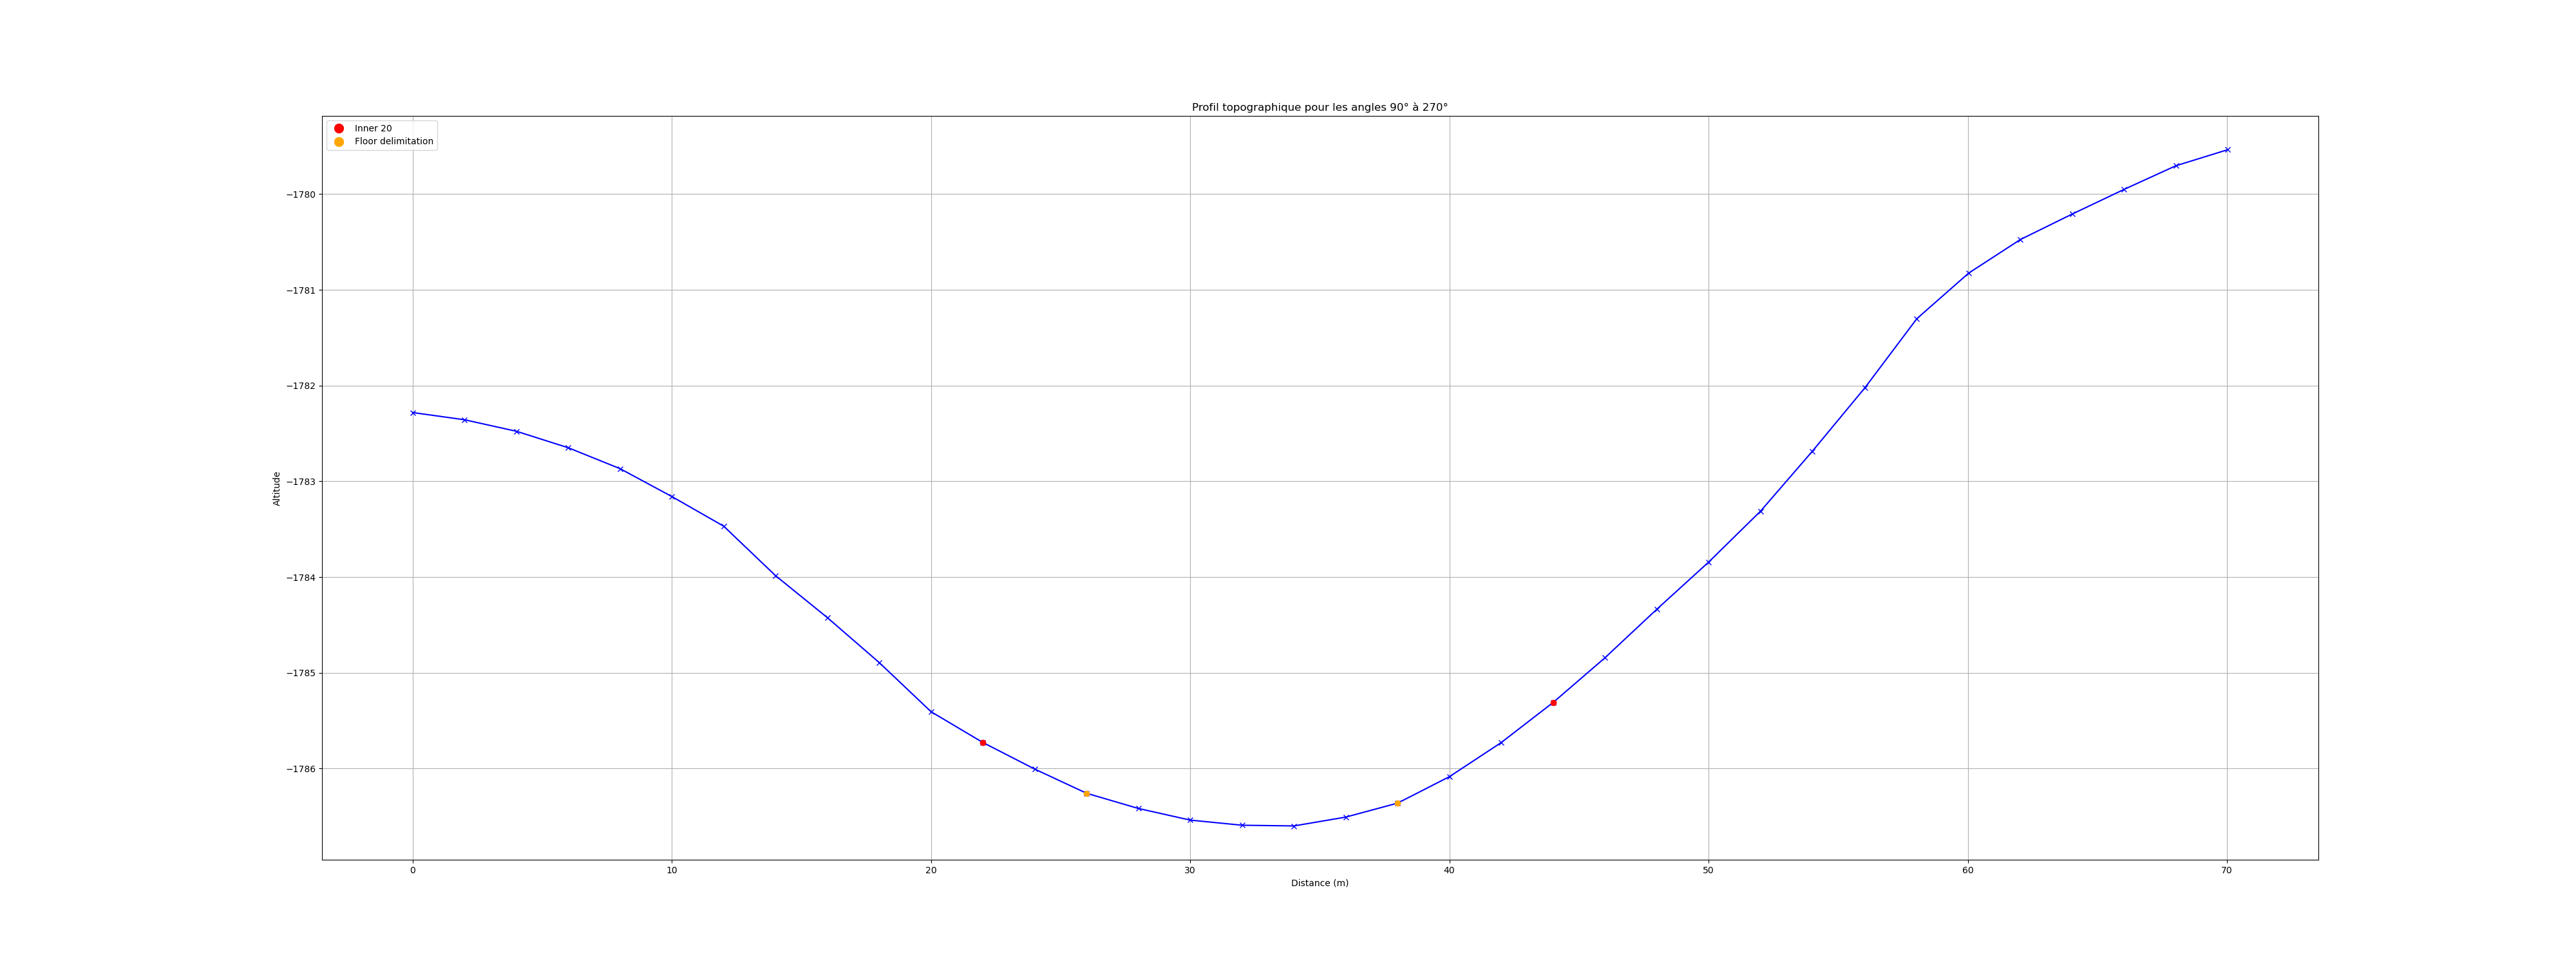 Profil topographique pour les angles 90° à 270°
Inner 20
Floor delimitation
−1780
−1781
−1782
−1783
−1784
−1785
−1786
Altitude
0 10 20 30 40 50 60 70
Distance (m)